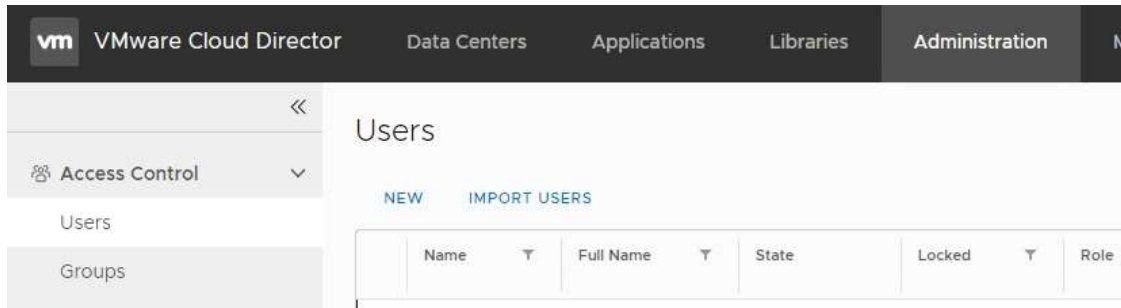 vm VMware Cloud Director Data Centers Applications Libraries Administration
Users
Access Control
NEW IMPORT USERS
Users
Name Full Name State Locked Role
Groups